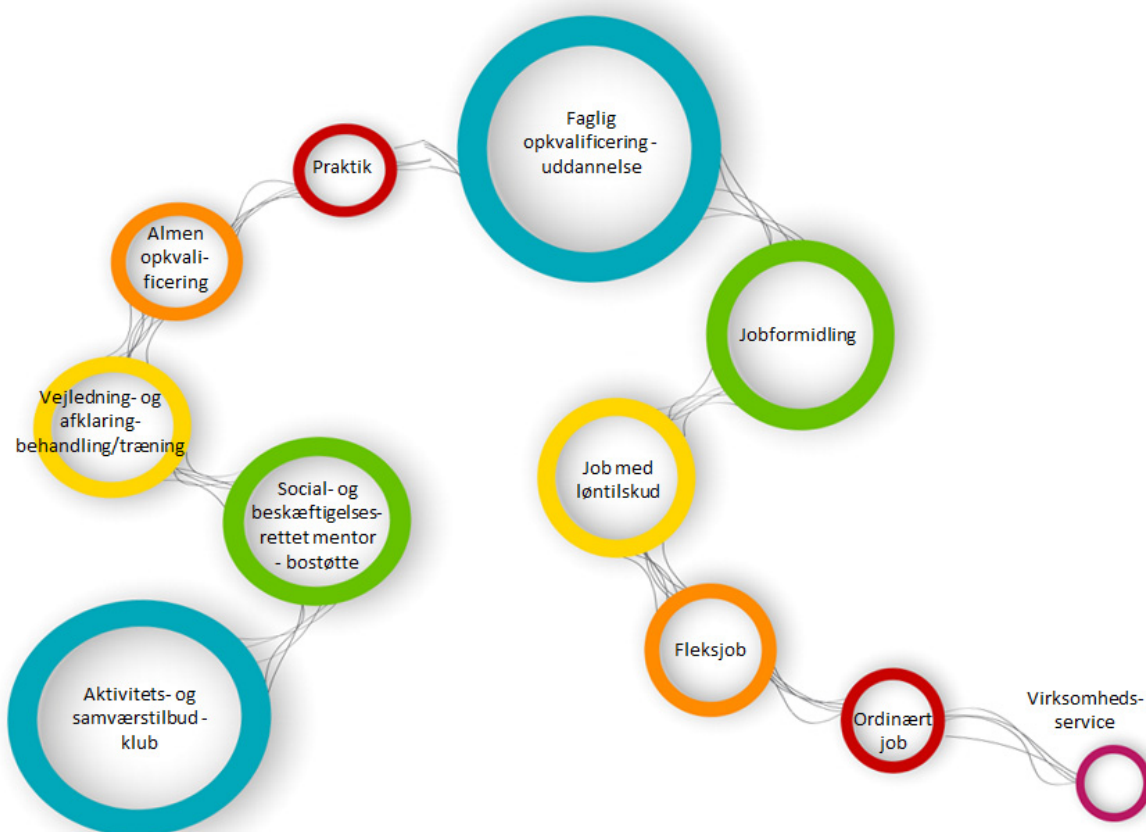 Faglig
opkvalificering -
uddannelse
Praktik
Almen
opkvali-
ficering
Jobformidling
Vejledning- og
afklaring-
behandling/træning
Job med
løntilskud
Social- og
beskæftigelses-
rettet mentor
- bostøtte
Fleksjob
Aktivitets- og
samværstilbud -
klub
Ordinært
job
Virksomheds-
service